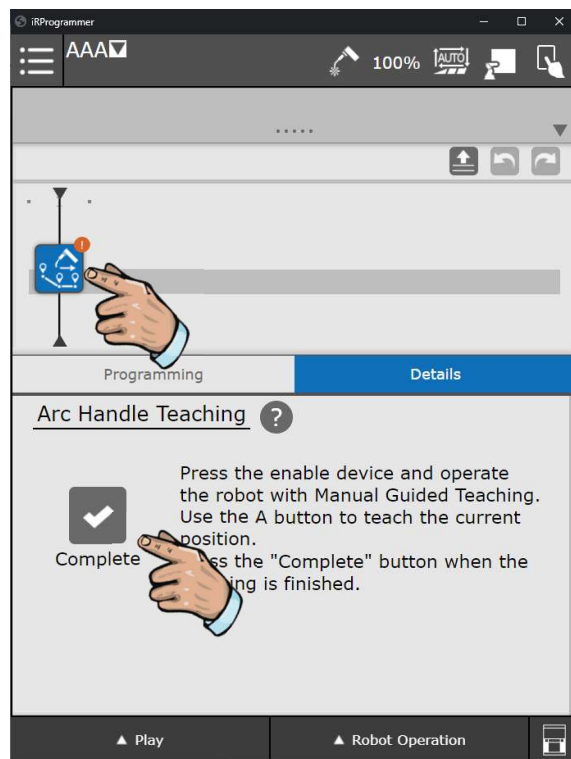 iRProgrammer
AAA
100% AUTO
Programming
Details
Arc Handle Teaching ?
Press the enable device and operate
the robot with Manual Guided Teaching.
Use the A button to teach the current
position.
Complete
the "Complete" button when the
is finished.
Play
Robot Operation